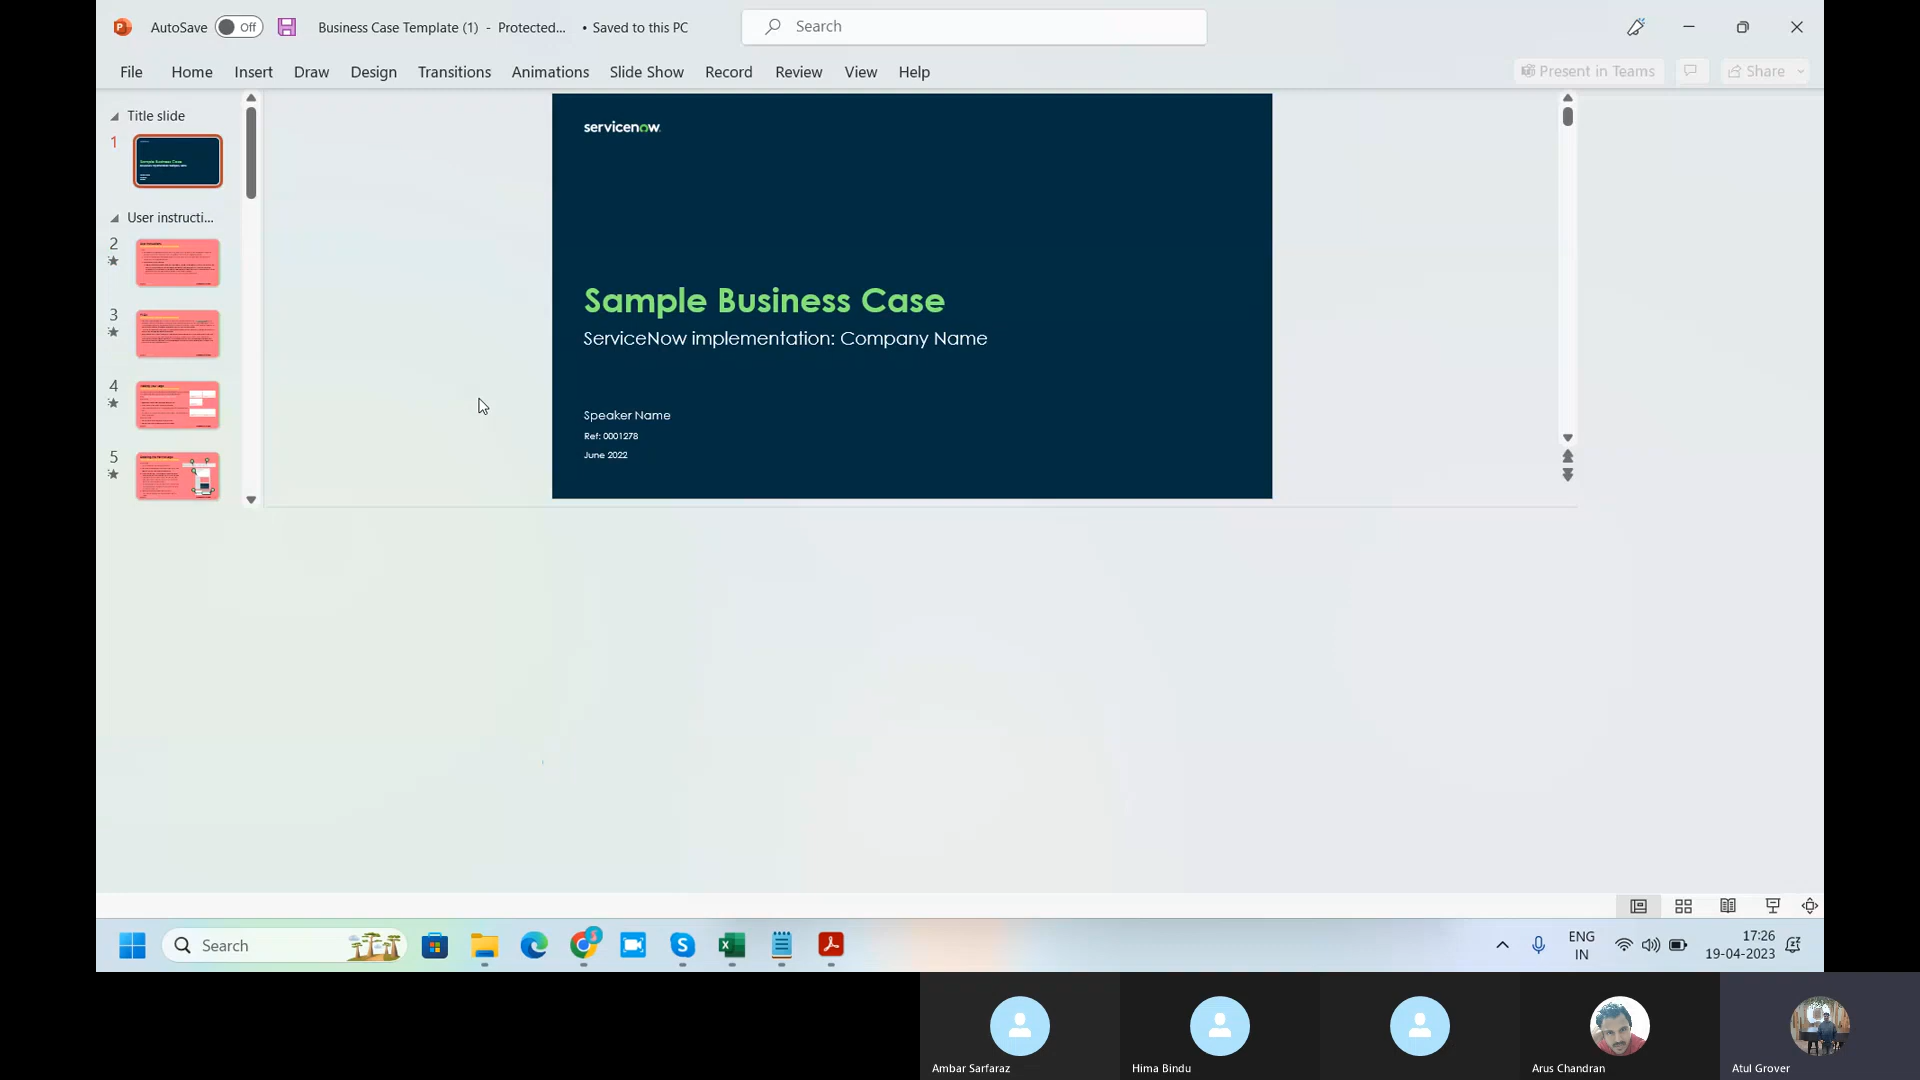 AutoSave Off Business Case Template (1) - Protected... • Saved to this PC Search
File Home Insert Draw Design Transitions Animations Slide Show Record Review View Help Present in Teams Share
Title slide
1
User instructi...
2
3
4
5
servicenow.
Sample Business Case
ServiceNow implementation: Company Name
Speaker Name
Ref: 0001278
June 2022
Search
ENG
IN
17:26
19-04-2023
Ambar Sarfaraz
Hima Bindu
Arus Chandran
Atul Grover